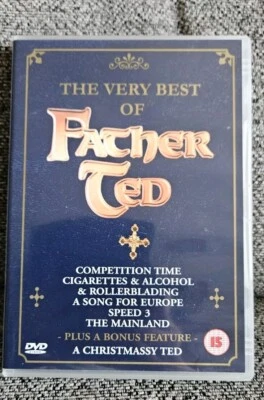 THE VERY BEST
OF
FATHER
TED
COMPETITION TIME
CIGARETTES & ALCOHOL
& ROLLERBLADING
A SONG FOR EUROPE
SPEED 3
THE MAINLAND
- PLUS A BONUS FEATURE -
A CHRISTMASSY TED
DVD
15